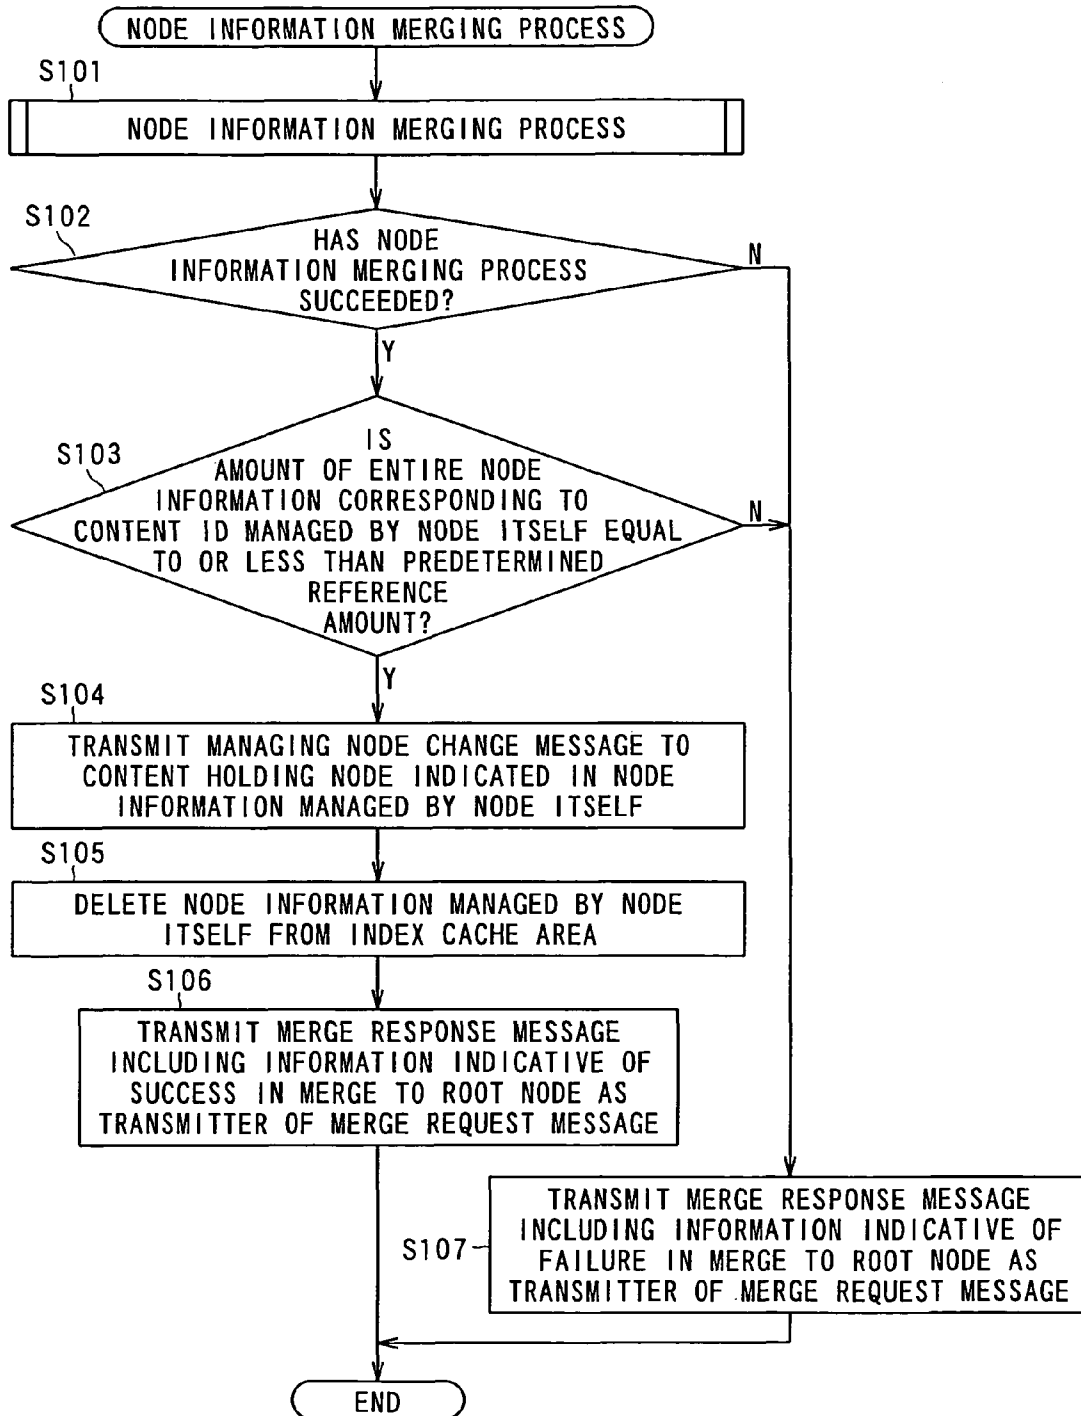 NODE INFORMATION MERGING PROCESS
S101
NODE INFORMATION MERGING PROCESS
S102
HAS NODE
INFORMATION MERGING PROCESS
SUCCEEDED?
N
Y
S103
IS
AMOUNT OF ENTIRE NODE
INFORMATION CORRESPONDING TO
CONTENT ID MANAGED BY NODE ITSELF EQUAL
TO OR LESS THAN PREDETERMINED
REFERENCE
AMOUNT?
N
Y
S104
TRANSMIT MANAGING NODE CHANGE MESSAGE TO
CONTENT HOLDING NODE INDICATED IN NODE
INFORMATION MANAGED BY NODE ITSELF
S105
DELETE NODE INFORMATION MANAGED BY NODE
ITSELF FROM INDEX CACHE AREA
S106
TRANSMIT MERGE RESPONSE MESSAGE
INCLUDING INFORMATION INDICATIVE OF
SUCCESS IN MERGE TO ROOT NODE AS
TRANSMITTER OF MERGE REQUEST MESSAGE
S107
TRANSMIT MERGE RESPONSE MESSAGE
INCLUDING INFORMATION INDICATIVE OF
FAILURE IN MERGE TO ROOT NODE AS
TRANSMITTER OF MERGE REQUEST MESSAGE
END